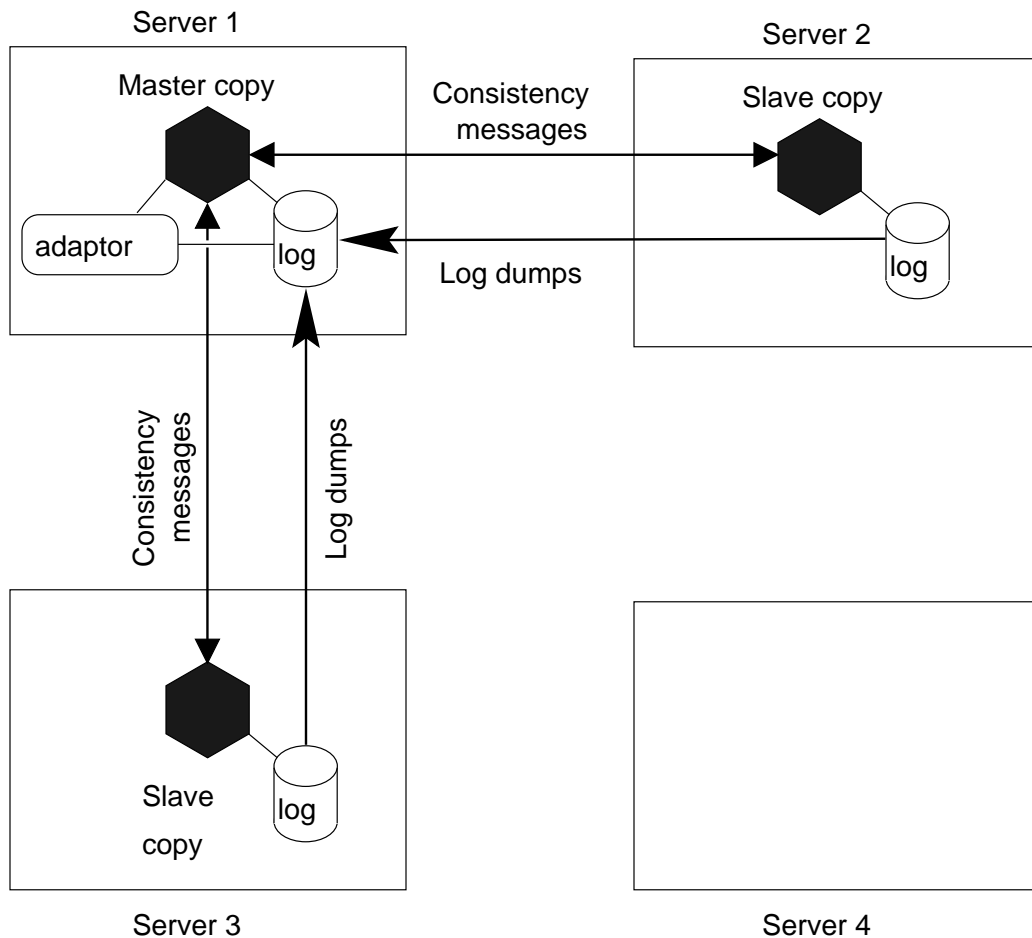 Server 1
Server 2
Master copy
Consistency
messages
Slave copy
adaptor
log
log
Log dumps
Consistency
messages
Log dumps
Slave
copy
log
Server 3
Server 4